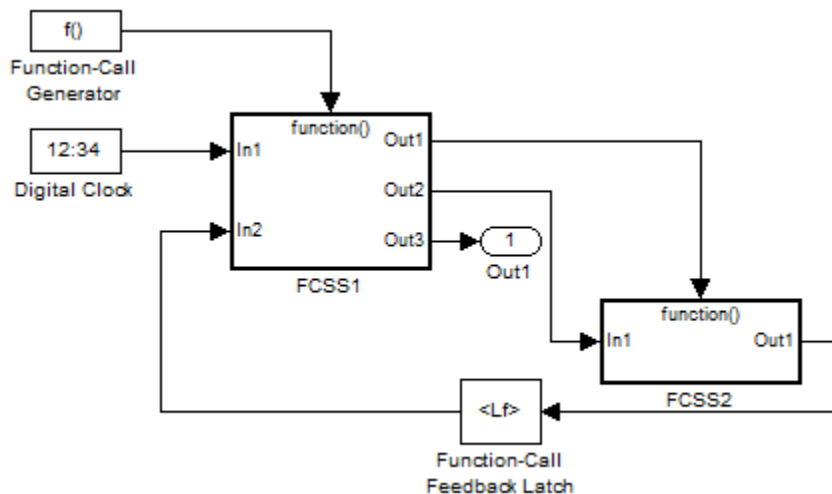 f()
Function-Call
Generator
12:34
Digital Clock
function()
In1
In2
Out1
Out2
Out3
FCSS1
1
Out1
function()
In1
Out1
FCSS2
<Lf>
Function-Call
Feedback Latch